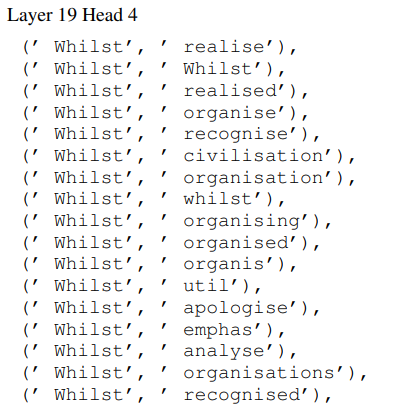 Layer 19 Head 4
(’ Whilst’, ’ realise’),
(’ Whilst’, ’ Whilst’),
(’ Whilst’, ’ realised’),
(’ Whilst’, ’ organise’),
(’ Whilst’, ’ recognise’),
(’ Whilst’, ’ civilisation’),
(’ Whilst’, ’ organisation’),
(’ Whilst’, ’ whilst’),
(’ Whilst’, ’ organising’),
(’ Whilst’, ’ organised’),
(’ Whilst’, ’ organis’),
(’ Whilst’, ’ util’),
(’ Whilst’, ’ apologise’),
(’ Whilst’, ’ emphas’),
(’ Whilst’, ’ analyse’),
(’ Whilst’, ’ organisations’),
(’ Whilst’, ’ recognised’),